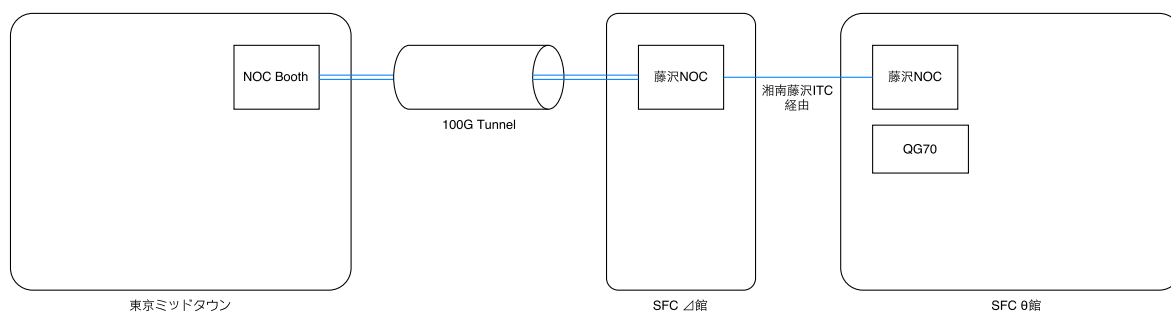 NOC Booth
100G Tunnel
藤沢NOC
湘南藤沢ITC
経由
藤沢NOC
QG70
東京ミッドタウン
SFC ⊿館
SFC θ館